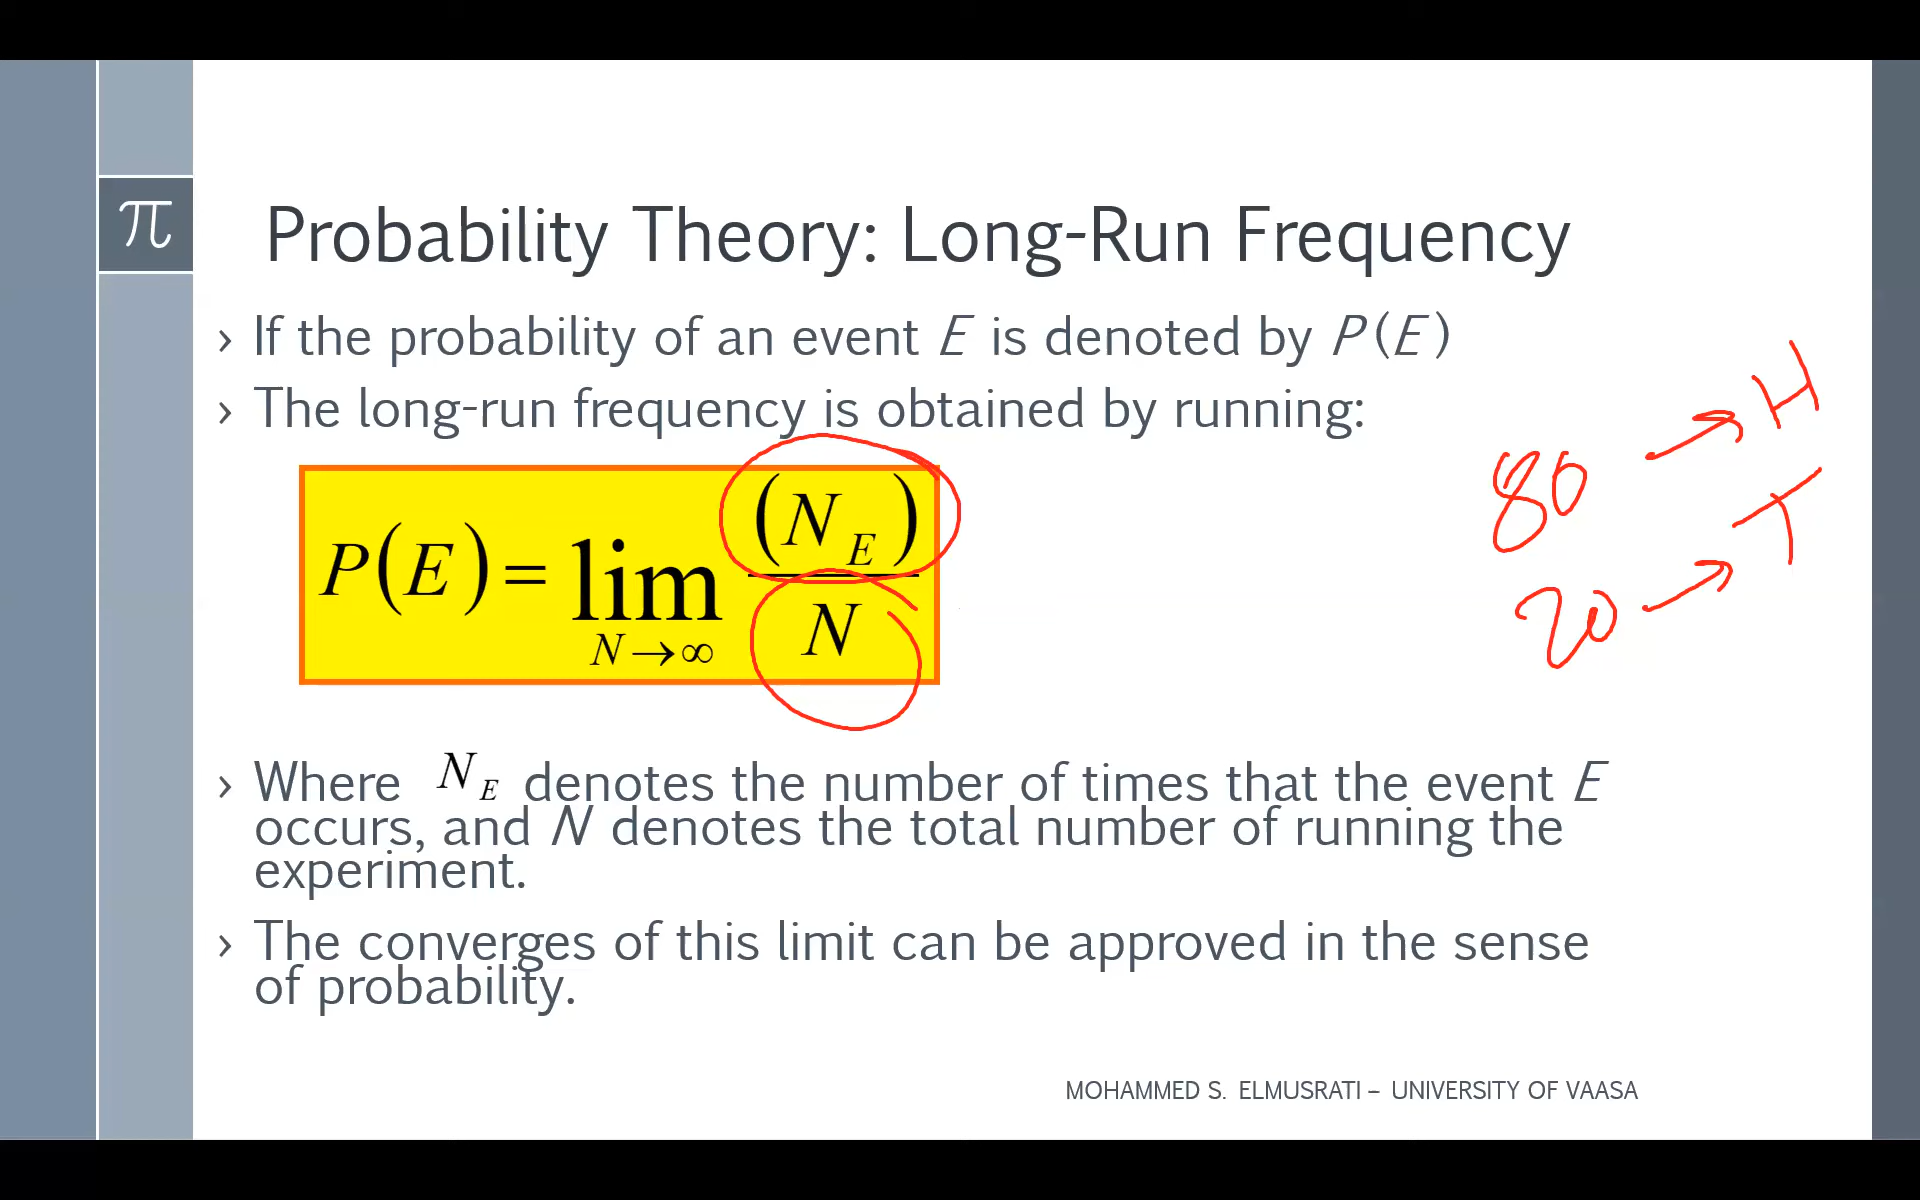 π
Probability Theory: Long-Run Frequency
› If the probability of an event E is denoted by P(E)
› The long-run frequency is obtained by running:
P(E) = lim N→∞ (N_E) / N
80 → H
20 → T
› Where N_E denotes the number of times that the event E
occurs, and N denotes the total number of running the
experiment.
› The converges of this limit can be approved in the sense
of probability.
MOHAMMED S. ELMUSRATI – UNIVERSITY OF VAASA